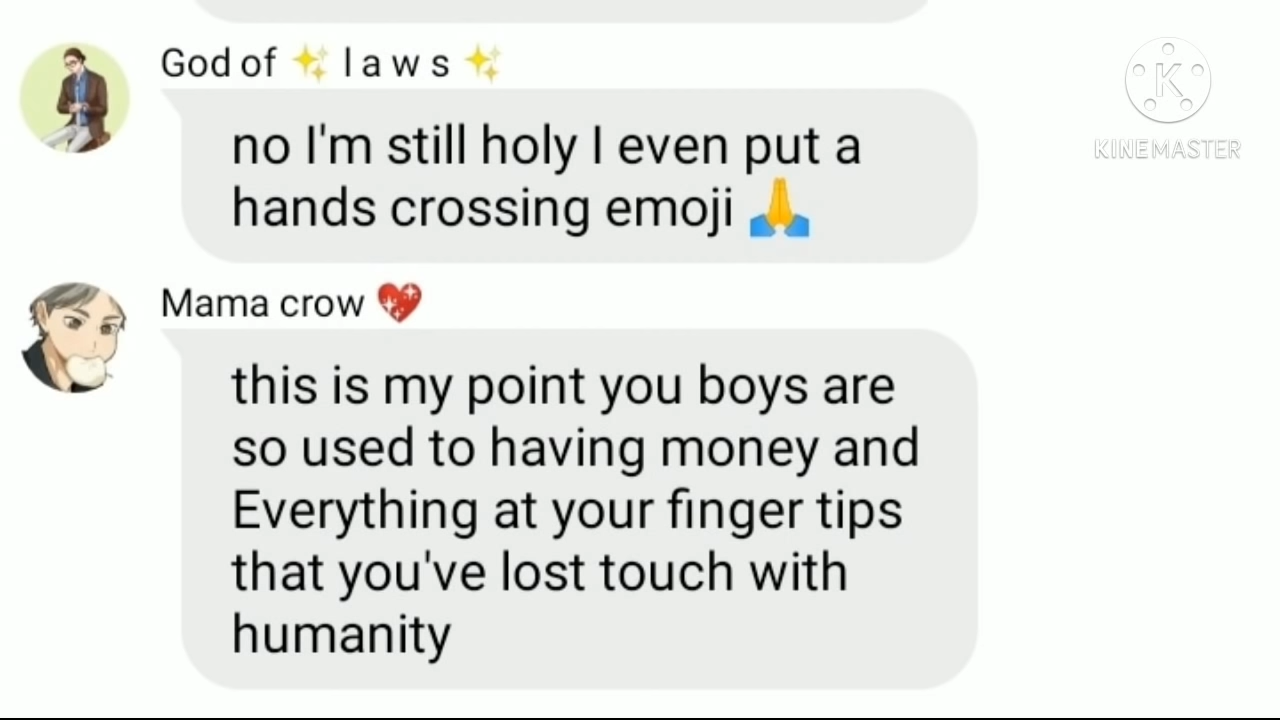 God of ✨ l a w s ✨
no I'm still holy I even put a
hands crossing emoji 🙏
Mama crow 💖
this is my point you boys are
so used to having money and
Everything at your finger tips
that you've lost touch with
humanity
K
KINEMASTER